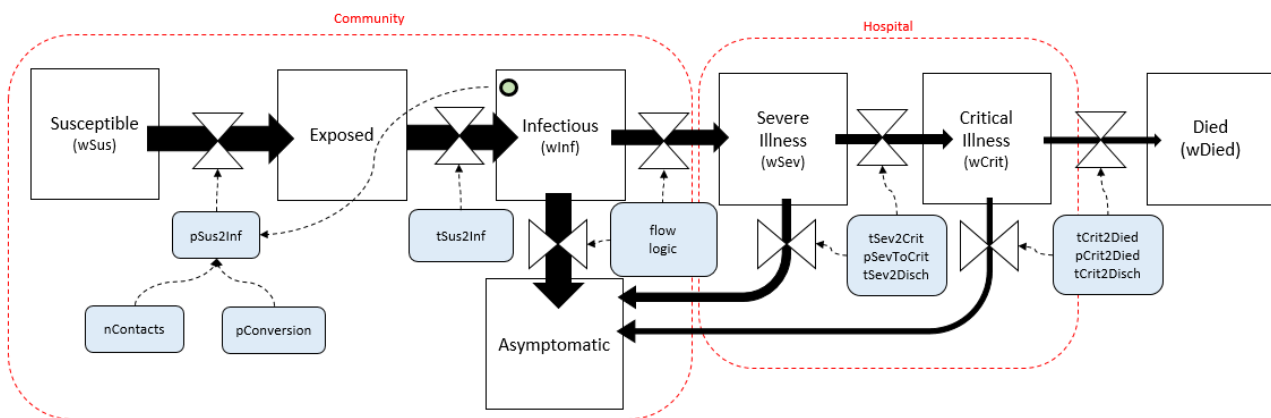 Community
Hospital
Susceptible
(wSus)
Exposed
Infectious
(wInf)
Severe
Illness
(wSev)
Critical
Illness
(wCrit)
Died
(wDied)
pSus2Inf
tSus2Inf
flow
logic
tSev2Crit
pSevToCrit
tSev2Disch
tCrit2Died
pCrit2Died
tCrit2Disch
nContacts
pConversion
Asymptomatic